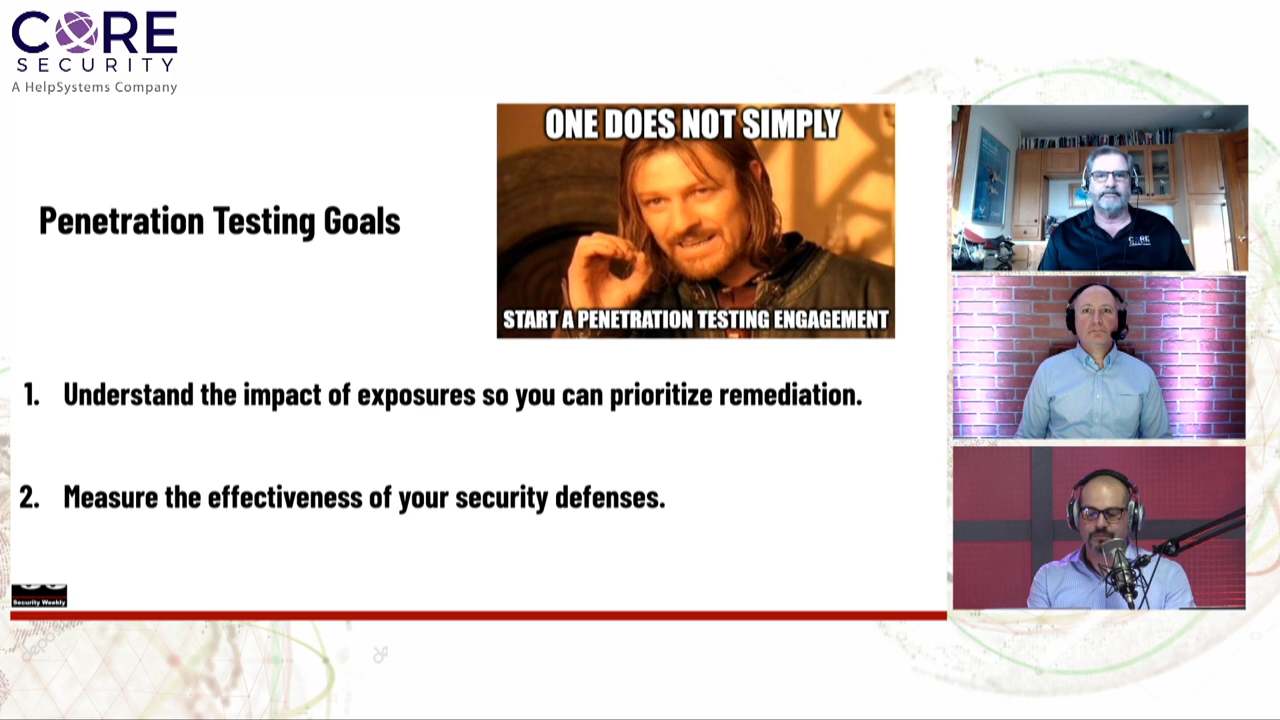 CORE
SECURITY
A HelpSystems Company
ONE DOES NOT SIMPLY
START A PENETRATION TESTING ENGAGEMENT
Penetration Testing Goals
1. Understand the impact of exposures so you can prioritize remediation.
2. Measure the effectiveness of your security defenses.
Security Weekly
CORE